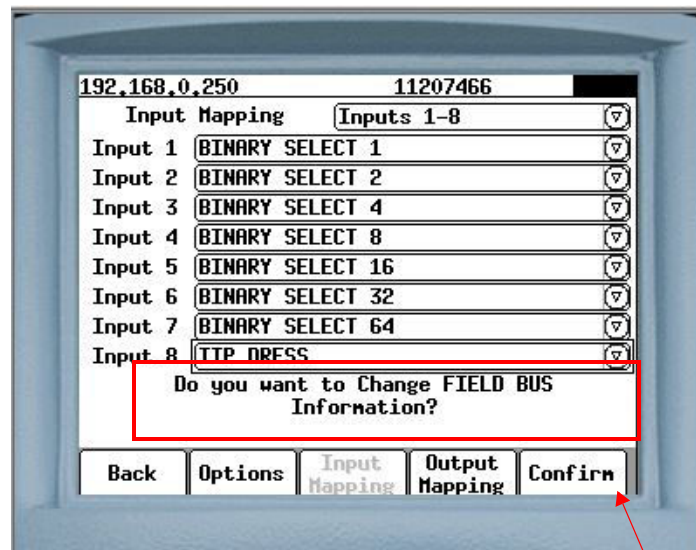 192.168.0.250 11207466
Input Mapping Inputs 1-8
Input 1 BINARY SELECT 1
Input 2 BINARY SELECT 2
Input 3 BINARY SELECT 4
Input 4 BINARY SELECT 8
Input 5 BINARY SELECT 16
Input 6 BINARY SELECT 32
Input 7 BINARY SELECT 64
Input 8 TIP DRESS
Do you want to Change FIELD BUS
Information?
Back Options Input Mapping Output Mapping Confirm